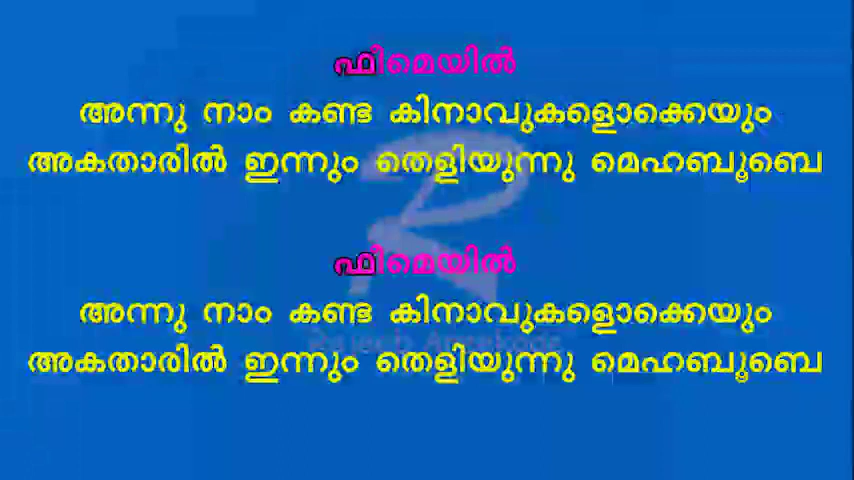 ഫീമെയിൽ
അന്നു നാം കണ്ട കിനാവുകളൊക്കെയും
അകതാരിൽ ഇന്നും തെളിയുന്നു മെഹബൂബെ
ഫീമെയിൽ
അന്നു നാം കണ്ട കിനാവുകളൊക്കെയും
അകതാരിൽ ഇന്നും തെളിയുന്നു മെഹബൂബെ